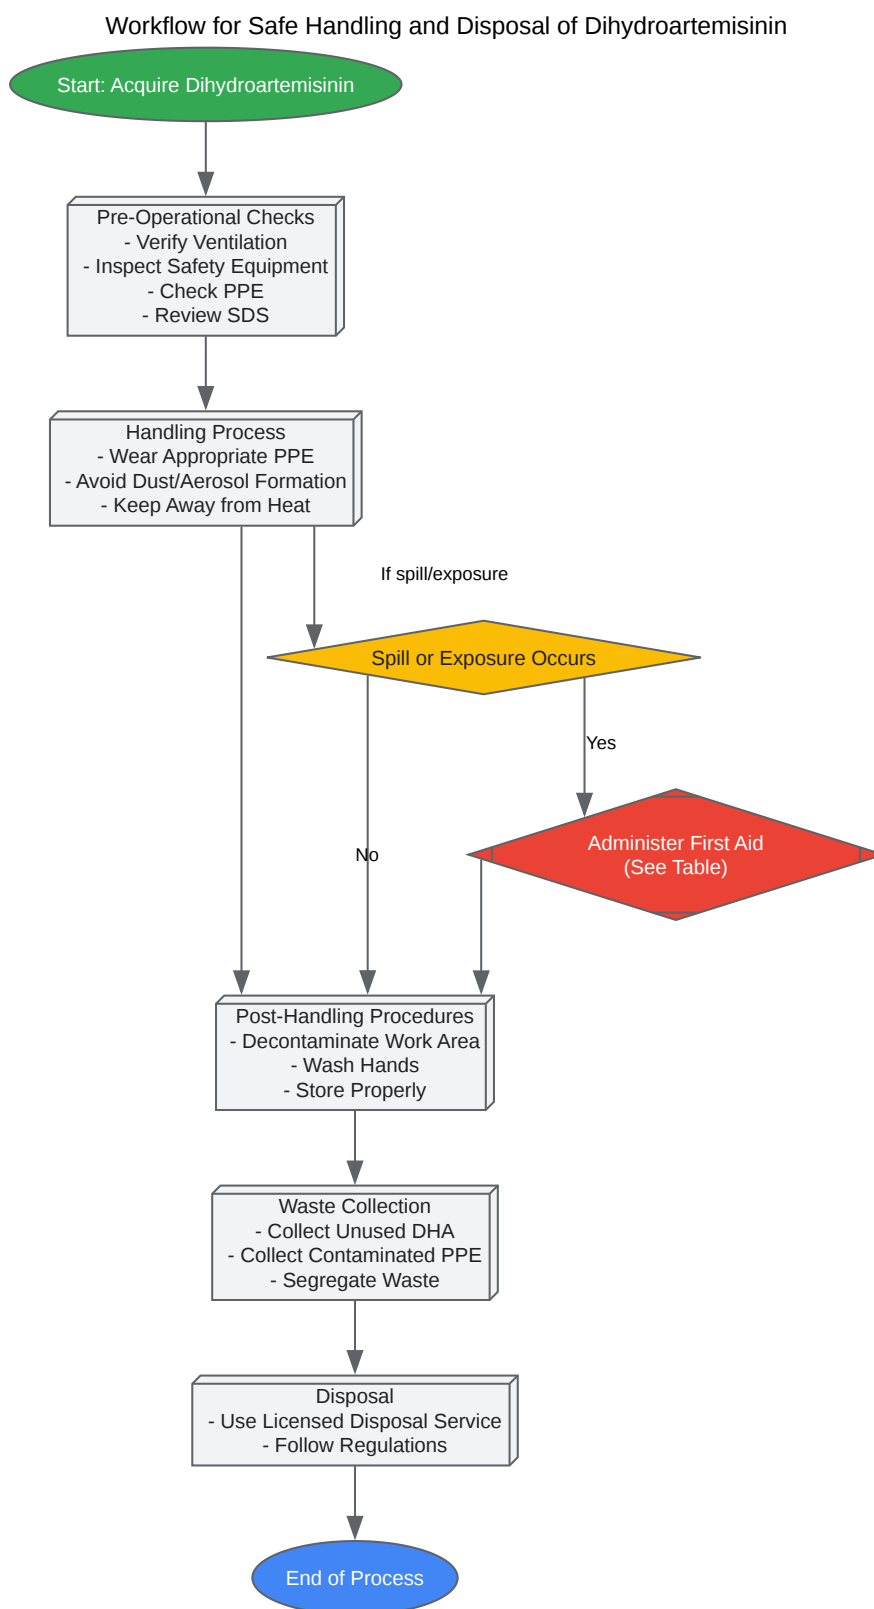 Workflow for Safe Handling and Disposal of Dihydroartemisinin
Start: Acquire Dihydroartemisinin
Pre-Operational Checks
- Verify Ventilation
- Inspect Safety Equipment
- Check PPE
- Review SDS
Handling Process
- Wear Appropriate PPE
- Avoid Dust/Aerosol Formation
- Keep Away from Heat
If spill/exposure
Spill or Exposure Occurs
Yes
No
Administer First Aid
(See Table)
Post-Handling Procedures
- Decontaminate Work Area
- Wash Hands
- Store Properly
Waste Collection
- Collect Unused DHA
- Collect Contaminated PPE
- Segregate Waste
Disposal
- Use Licensed Disposal Service
- Follow Regulations
End of Process